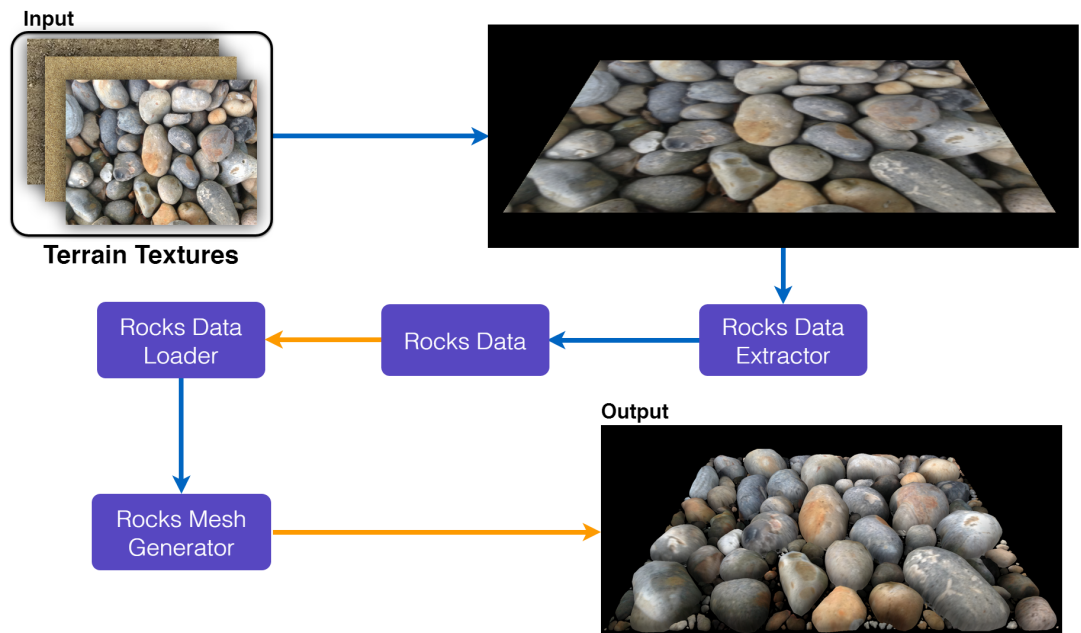 Input
Terrain Textures
Rocks Data
Loader
Rocks Data
Rocks Data
Extractor
Output
Rocks Mesh
Generator